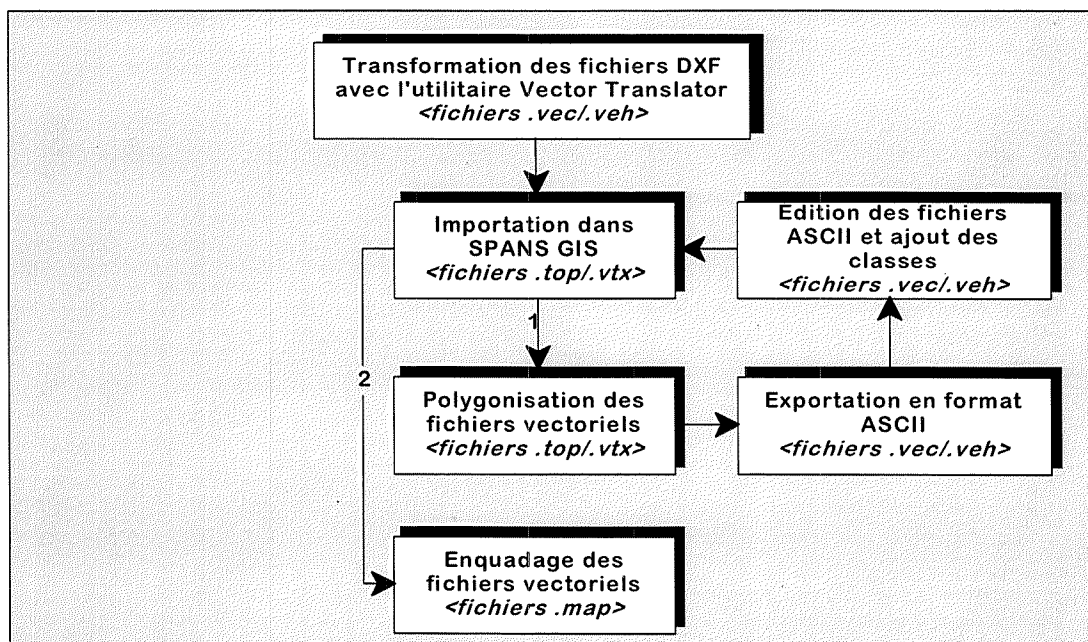 Transformation des fichiers DXF
avec l'utilitaire Vector Translator
<fichiers .vec/.veh>
Importation dans
SPANS GIS
<fichiers .top/.vtx>
Edition des fichiers
ASCII et ajout des
classes
<fichiers .vec/.veh>
1
2
Polygonisation des
fichiers vectoriels
<fichiers .top/.vtx>
Exportation en format
ASCII
<fichiers .vec/.veh>
Enquadage des
fichiers vectoriels
<fichiers .map>